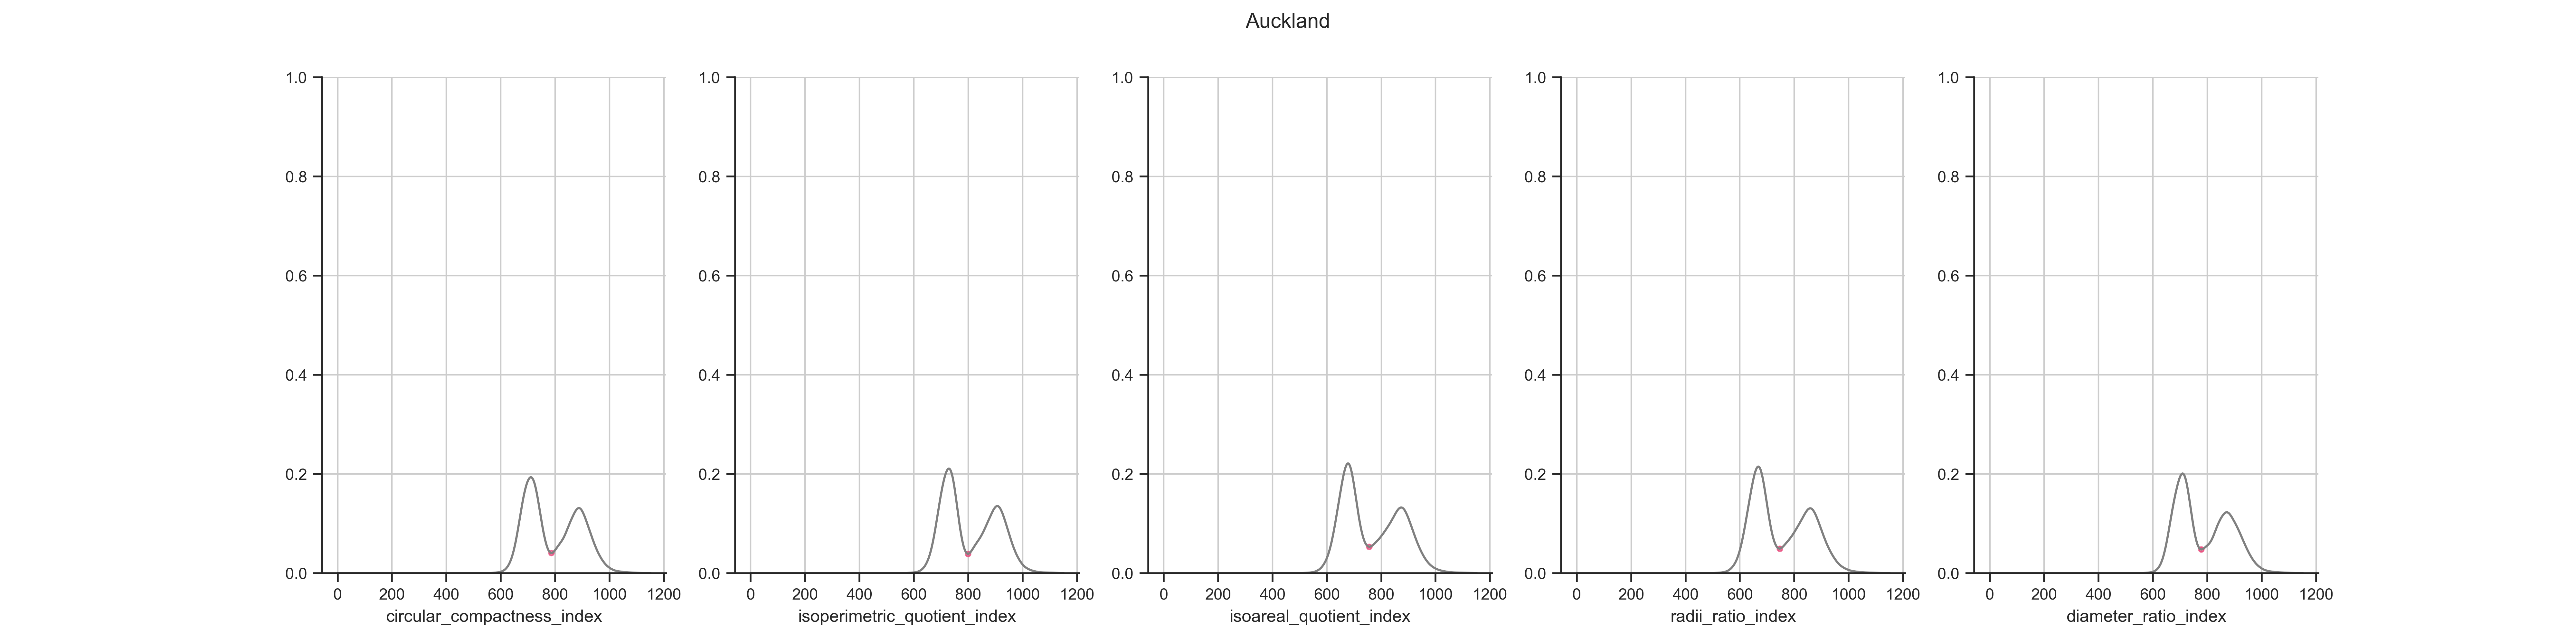 Auckland
1.0 1.0 1.0 1.0 1.0
0.8 0.8 0.8 0.8 0.8
0.6 0.6 0.6 0.6 0.6
0.4 0.4 0.4 0.4 0.4
0.2 0.2 0.2 0.2 0.2
0.0 0.0 0.0 0.0 0.0
0 200 400 600 800 1000 1200 0 200 400 600 800 1000 1200 0 200 400 600 800 1000 1200 0 200 400 600 800 1000 1200 0 200 400 600 800 1000 1200
circular_compactness_index isoperimetric_quotient_index isoareal_quotient_index radii_ratio_index diameter_ratio_index